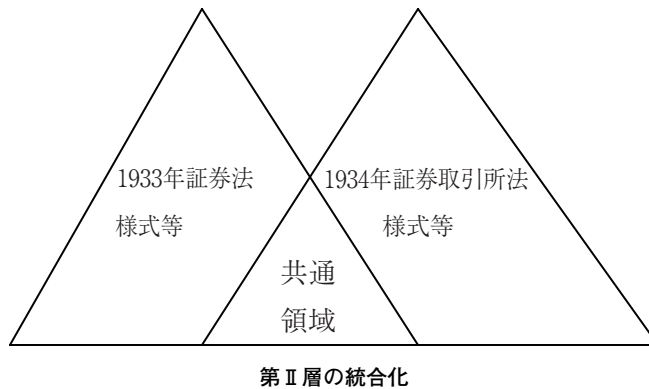 1933年証券法
様式等
1934年証券取引所法
様式等
共通
領域
第Ⅱ層の統合化